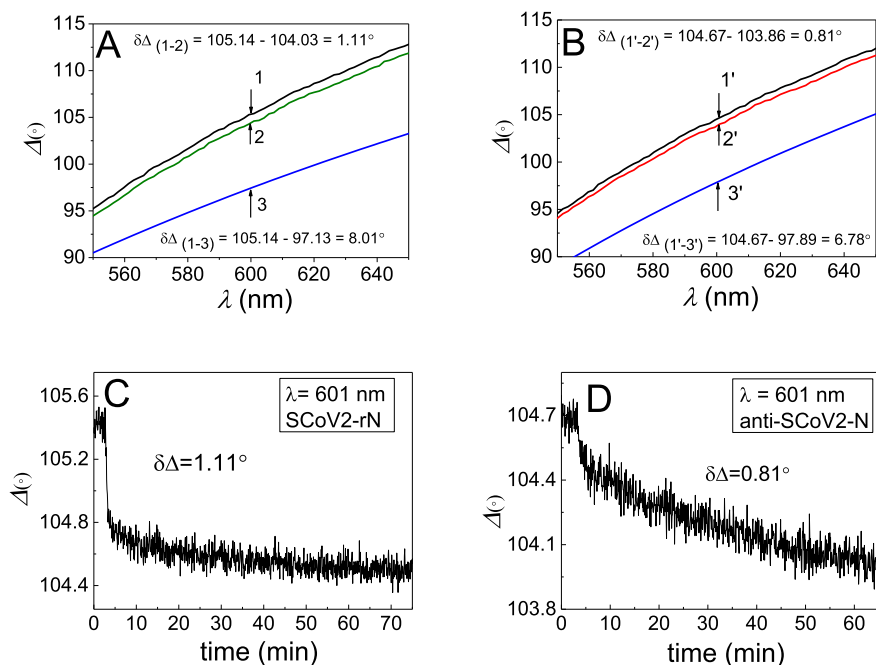 A
δΔ (1-2) = 105.14 - 104.03 = 1.11°
115
110
105
100
95
90
Δ(°)
1
2
3
δΔ (1-3) = 105.14 - 97.13 = 8.01°
560 580 600 620 640
λ (nm)
B
δΔ (1'-2') = 104.67- 103.86 = 0.81°
115
110
105
100
95
90
Δ(°)
1'
2'
3'
δΔ (1'-3') = 104.67- 97.89 = 6.78°
560 580 600 620 640
λ (nm)
C
λ= 601 nm
SCoV2-rN
δΔ=1.11°
105.6
105.2
104.8
104.4
Δ(°)
0 10 20 30 40 50 60 70
time (min)
D
λ = 601 nm
anti-SCoV2-N
δΔ=0.81°
104.7
104.4
104.1
103.8
Δ(°)
0 10 20 30 40 50 60
time (min)